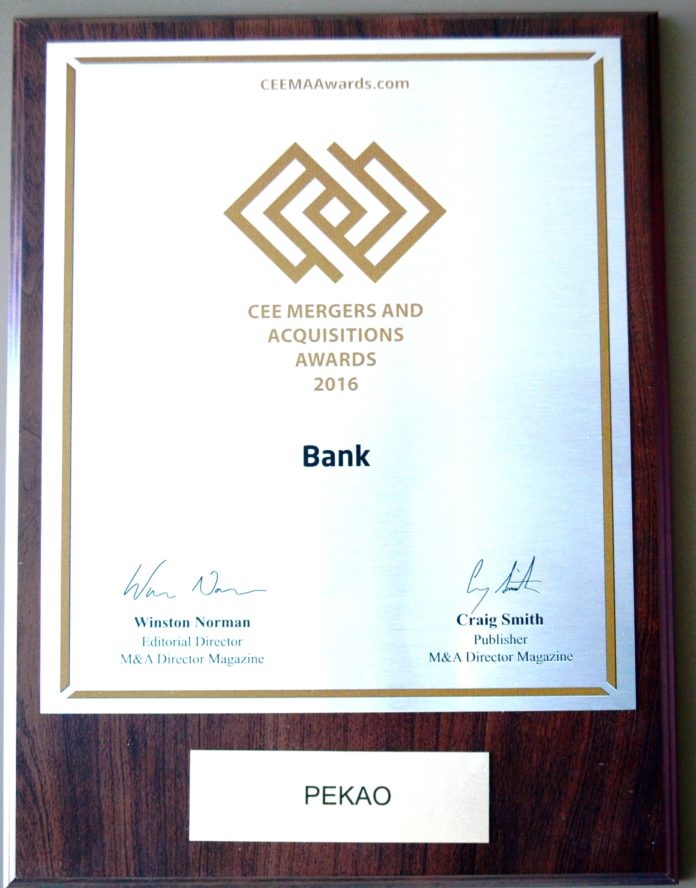 CEEMAAwards.com
CEE MERGERS AND
ACQUISITIONS
AWARDS
2016
Bank
Winston Norman
Editorial Director
M&A Director Magazine
Craig Smith
Publisher
M&A Director Magazine
PEKAO